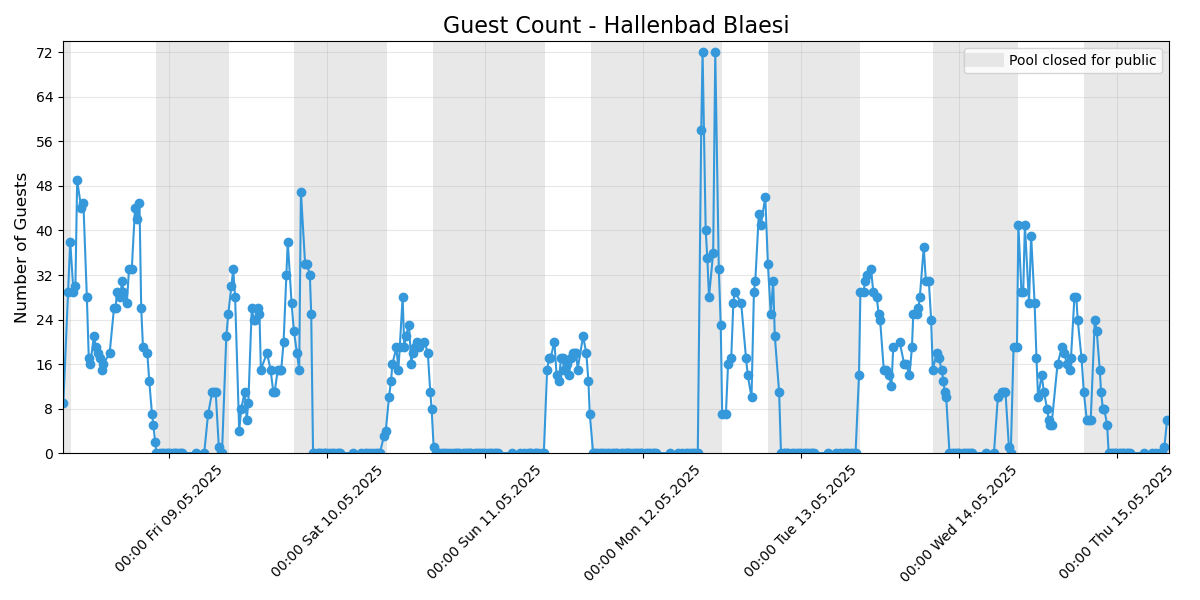 Guest Count - Hallenbad Blaesi
Pool closed for public
Number of Guests
72
64
56
48
40
32
24
16
8
0
00:00 Fri 09.05.2025
00:00 Sat 10.05.2025
00:00 Sun 11.05.2025
00:00 Mon 12.05.2025
00:00 Tue 13.05.2025
00:00 Wed 14.05.2025
00:00 Thu 15.05.2025